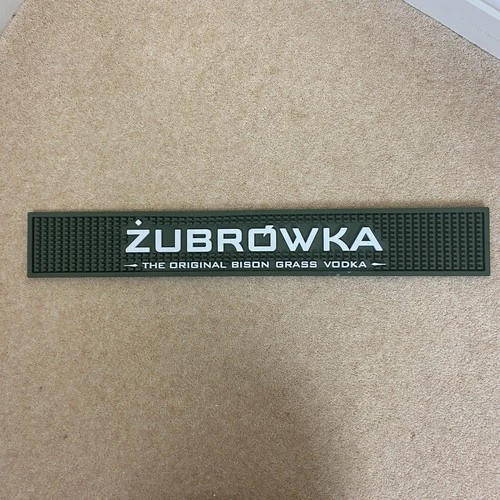 ŻUBRÓWKA
THE ORIGINAL BISON GRASS VODKA